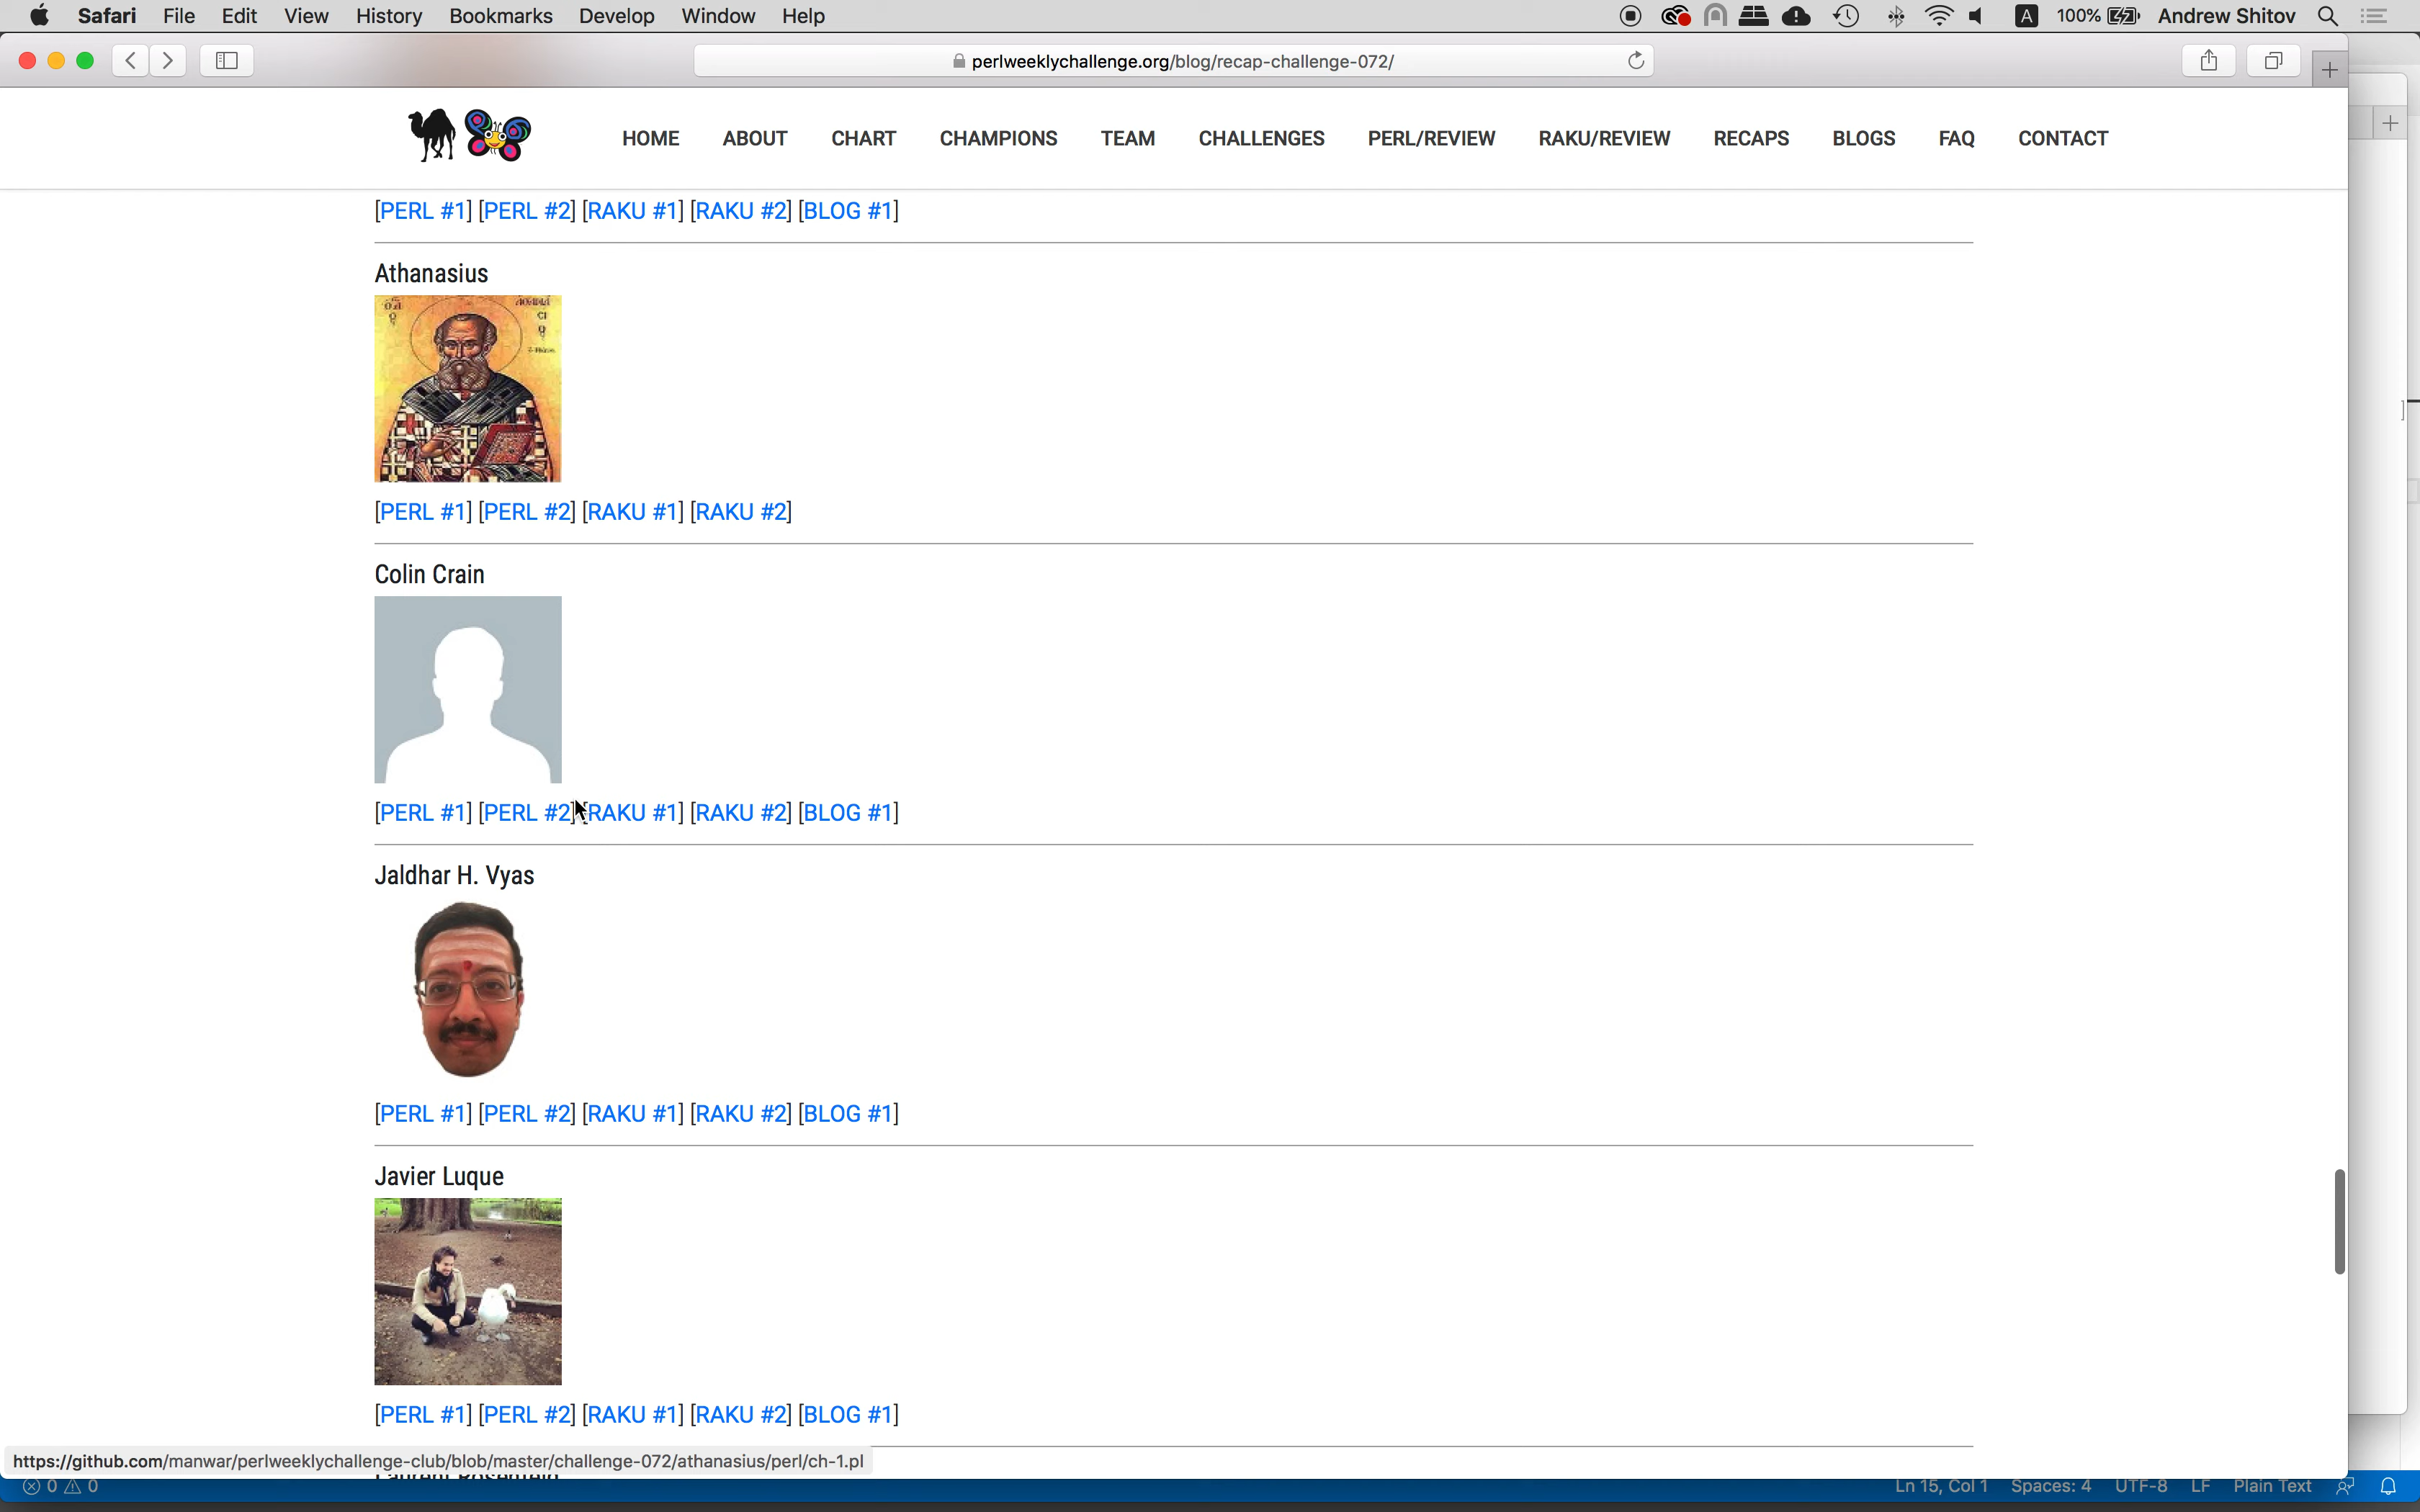 Safari File Edit View History Bookmarks Develop Window Help A 100% Andrew Shitov
perlweeklychallenge.org/blog/recap-challenge-072/
HOME ABOUT CHART CHAMPIONS TEAM CHALLENGES PERL/REVIEW RAKU/REVIEW RECAPS BLOGS FAQ CONTACT
[PERL #1] [PERL #2] [RAKU #1] [RAKU #2] [BLOG #1]
Athanasius
[PERL #1] [PERL #2] [RAKU #1] [RAKU #2]
Colin Crain
[PERL #1] [PERL #2] [RAKU #1] [RAKU #2] [BLOG #1]
Jaldhar H. Vyas
[PERL #1] [PERL #2] [RAKU #1] [RAKU #2] [BLOG #1]
Javier Luque
[PERL #1] [PERL #2] [RAKU #1] [RAKU #2] [BLOG #1]
https://github.com/manwar/perlweeklychallenge-club/blob/master/challenge-072/athanasius/perl/ch-1.pl
Laurent Rosenfeld
0 0 Ln 15, Col 1 Spaces: 4 UTF-8 LF Plain Text